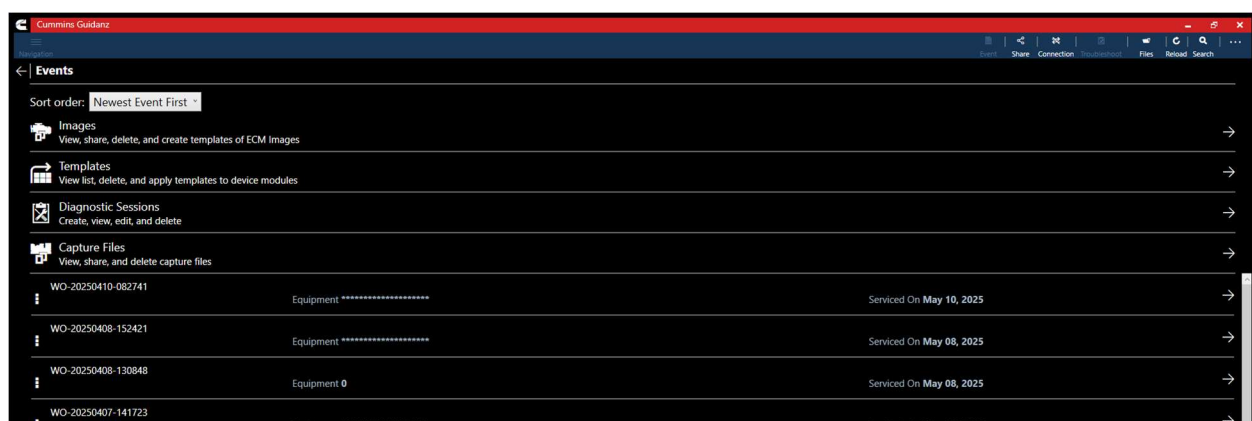 Cummins Guidanz
Navigation
Event Share Connection Troubleshoot Files Reload Search
Events
Sort order: Newest Event First
Images
View, share, delete, and create templates of ECM Images
Templates
View list, delete, and apply templates to device modules
Diagnostic Sessions
Create, view, edit, and delete
Capture Files
View, share, and delete capture files
WO-20250410-082741
Equipment ******************** Serviced On May 10, 2025
WO-20250408-152421
Equipment ******************** Serviced On May 08, 2025
WO-20250408-130848
Equipment 0 Serviced On May 08, 2025
WO-20250407-141723